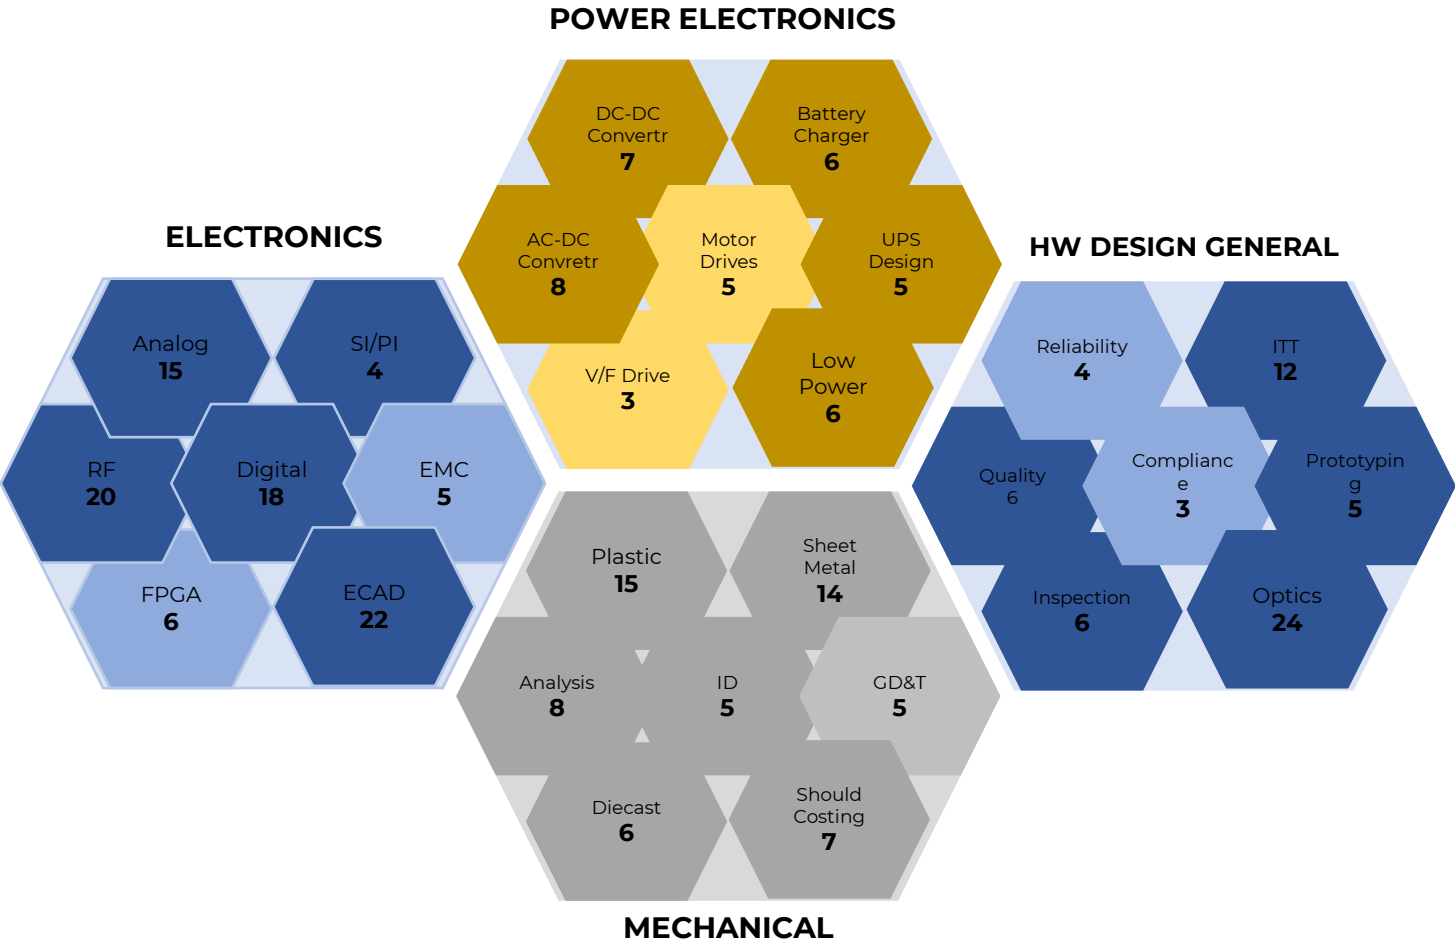 POWER ELECTRONICS
DC-DC
Convertr
7
Battery
Charger
6
AC-DC
Convretr
8
Motor
Drives
5
UPS
Design
5
V/F Drive
3
Low
Power
6
ELECTRONICS
Analog
15
SI/PI
4
RF
20
Digital
18
EMC
5
FPGA
6
ECAD
22
HW DESIGN GENERAL
Reliability
4
ITT
12
Quality
6
Complianc
e
3
Prototypin
g
5
Inspection
6
Optics
24
Plastic
15
Sheet
Metal
14
Analysis
8
ID
5
GD&T
5
Diecast
6
Should
Costing
7
MECHANICAL